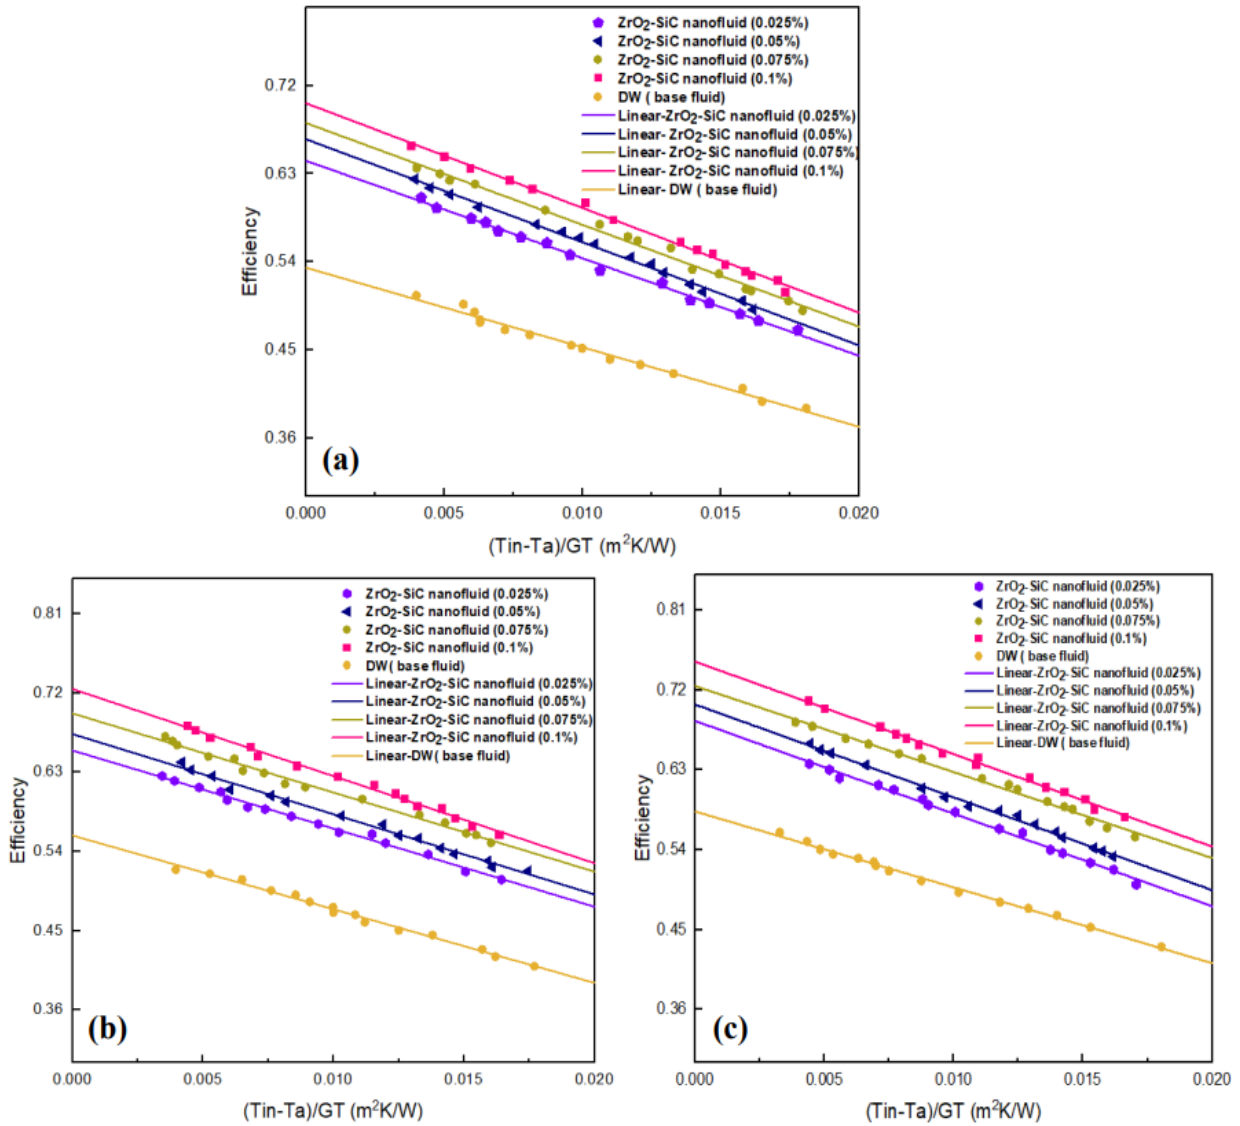 ZrO2-SiC nanofluid (0.025%)
ZrO2-SiC nanofluid (0.05%)
ZrO2-SiC nanofluid (0.075%)
ZrO2-SiC nanofluid (0.1%)
DW ( base fluid)
Linear-ZrO2-SiC nanofluid (0.025%)
Linear- ZrO2-SiC nanofluid (0.05%)
Linear- ZrO2-SiC nanofluid (0.075%)
Linear- ZrO2-SiC nanofluid (0.1%)
Linear- DW ( base fluid)
0.72
0.63
0.54
0.45
0.36
Efficiency
(a)
0.000 0.005 0.010 0.015 0.020
(Tin-Ta)/GT (m²K/W)
ZrO2-SiC nanofluid (0.025%)
ZrO2-SiC nanofluid (0.05%)
ZrO2-SiC nanofluid (0.075%)
ZrO2-SiC nanofluid (0.1%)
DW( base fluid)
Linear-ZrO2-SiC nanofluid (0.025%)
Linear-ZrO2-SiC nanofluid (0.05%)
Linear-ZrO2-SiC nanofluid (0.075%)
Linear-ZrO2-SiC nanofluid (0.1%)
Linear-DW( base fluid)
0.81
0.72
0.63
0.54
0.45
0.36
Efficiency
(b)
0.000 0.005 0.010 0.015 0.020
(Tin-Ta)/GT (m²K/W)
ZrO2-SiC nanofluid (0.025%)
ZrO2-SiC nanofluid (0.05%)
ZrO2-SiC nanofluid (0.075%)
ZrO2-SiC nanofluid (0.1%)
DW ( base fluid)
Linear-ZrO2-SiC nanofluid (0.025%)
Linear-ZrO2-SiC nanofluid (0.05%)
Linear-ZrO2-SiC nanofluid (0.075%)
Linear-ZrO2-SiC nanofluid (0.1%)
Linear-DW ( base fluid)
0.81
0.72
0.63
0.54
0.45
0.36
Efficiency
(c)
0.000 0.005 0.010 0.015 0.020
(Tin-Ta)/GT (m²K/W)